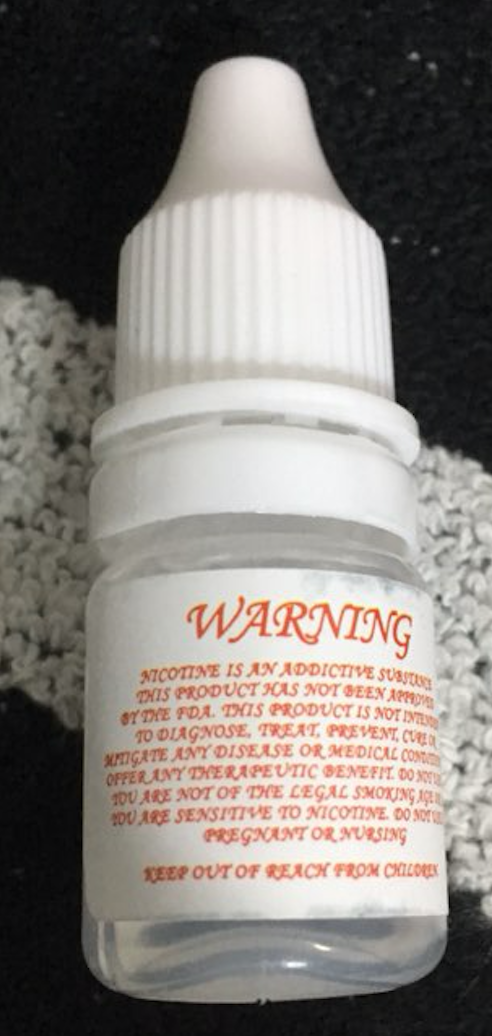 WARNING
NICOTINE IS AN ADDICTIVE SUBSTANCE
THIS PRODUCT HAS NOT BEEN APPROVED
BY THE FDA. THIS PRODUCT IS NOT INTENDED
TO DIAGNOSE, TREAT, PREVENT, CURE OR
MITIGATE ANY DISEASE OR MEDICAL
OFFER ANY THERAPEUTIC BENEFIT. DO NOT
YOU ARE NOT OF THE LEGAL SMOKING AGE
YOU ARE SENSITIVE TO NICOTINE. DO NOT
PREGNANT OR NURSING
KEEP OUT OF REACH FROM CHILDREN